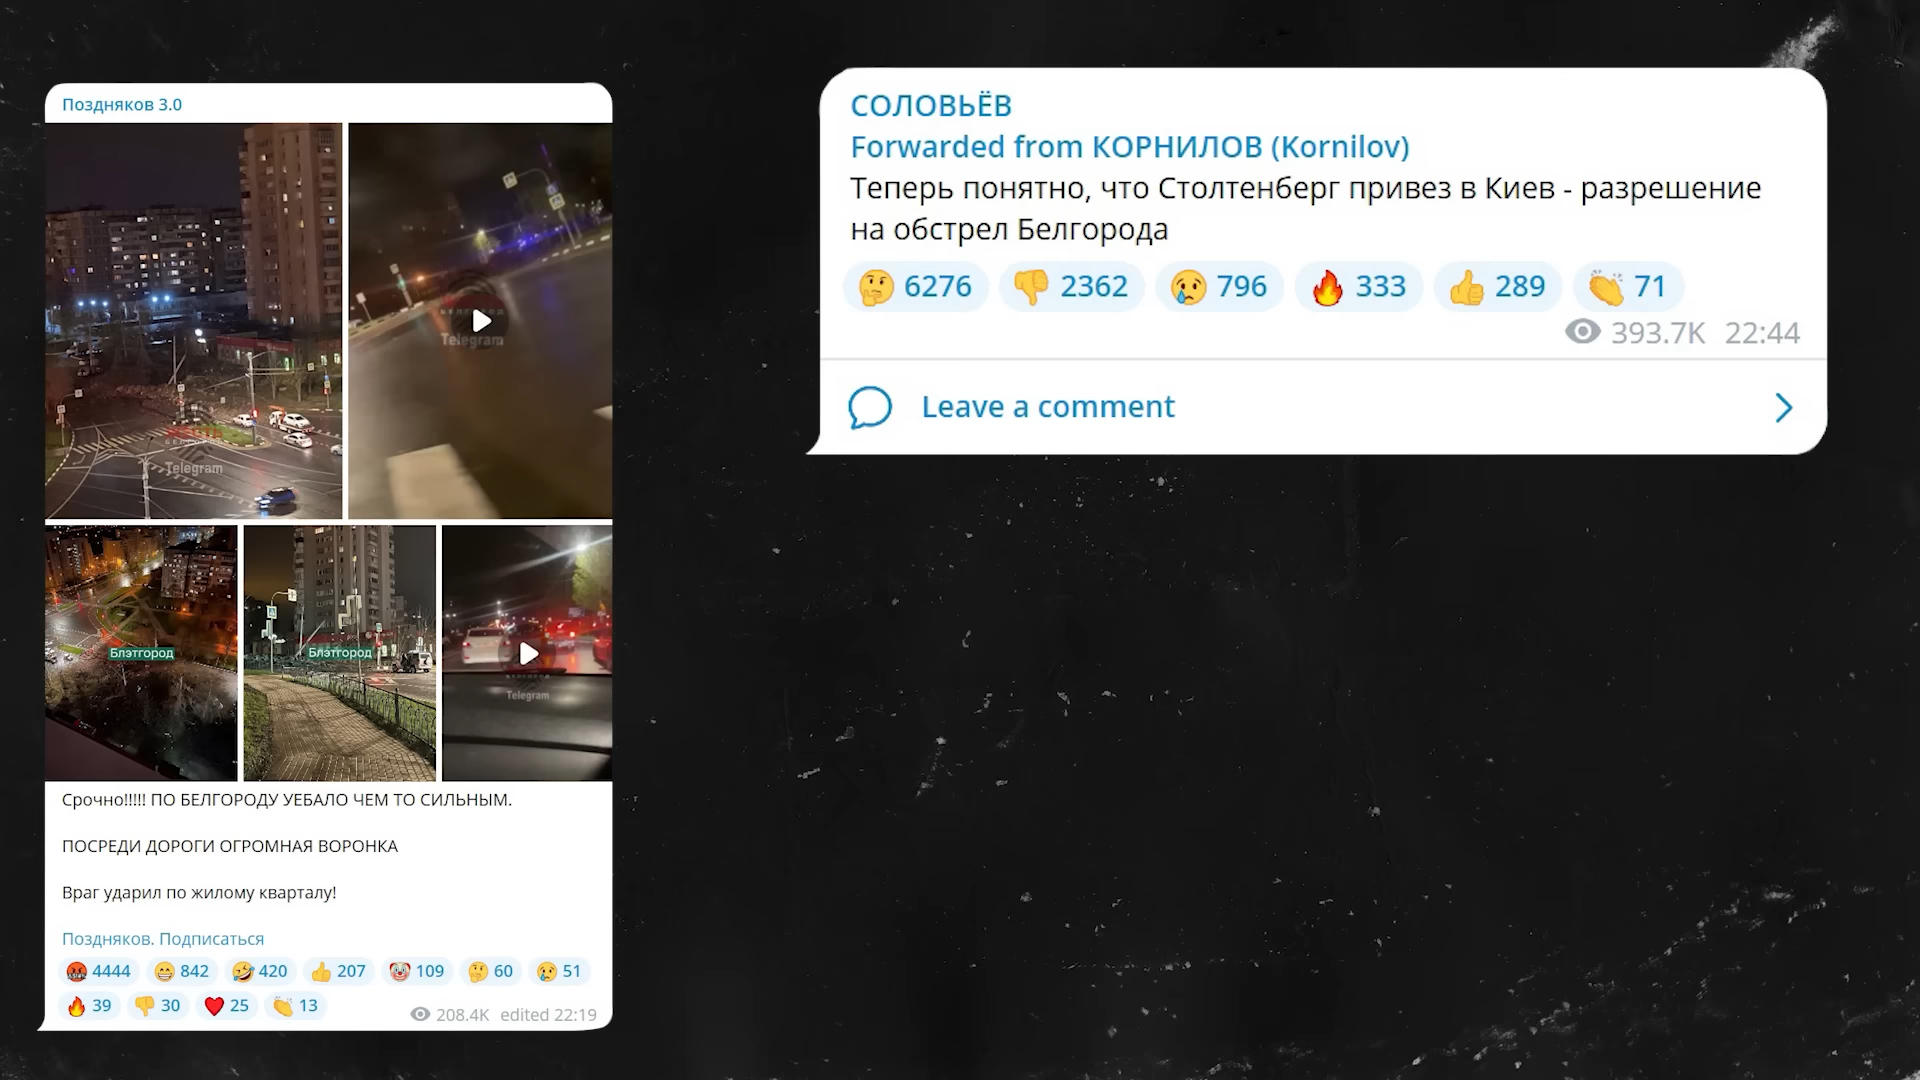 Поздняков 3.0
Telegram
Telegram
Блэтгород
Блэтгород
Telegram
Срочно!!!!! ПО БЕЛГОРОДУ УЕБАЛО ЧЕМ ТО СИЛЬНЫМ.
ПОСРЕДИ ДОРОГИ ОГРОМНАЯ ВОРОНКА
Враг ударил по жилому кварталу!
Поздняков. Подписаться
4444 842 420 207 109 60 51
39 30 25 13
208.4K edited 22:19
СОЛОВЬЁВ
Forwarded from КОРНИЛОВ (Kornilov)
Теперь понятно, что Столтенберг привез в Киев - разрешение
на обстрел Белгорода
6276 2362 796 333 289 71
393.7K 22:44
Leave a comment